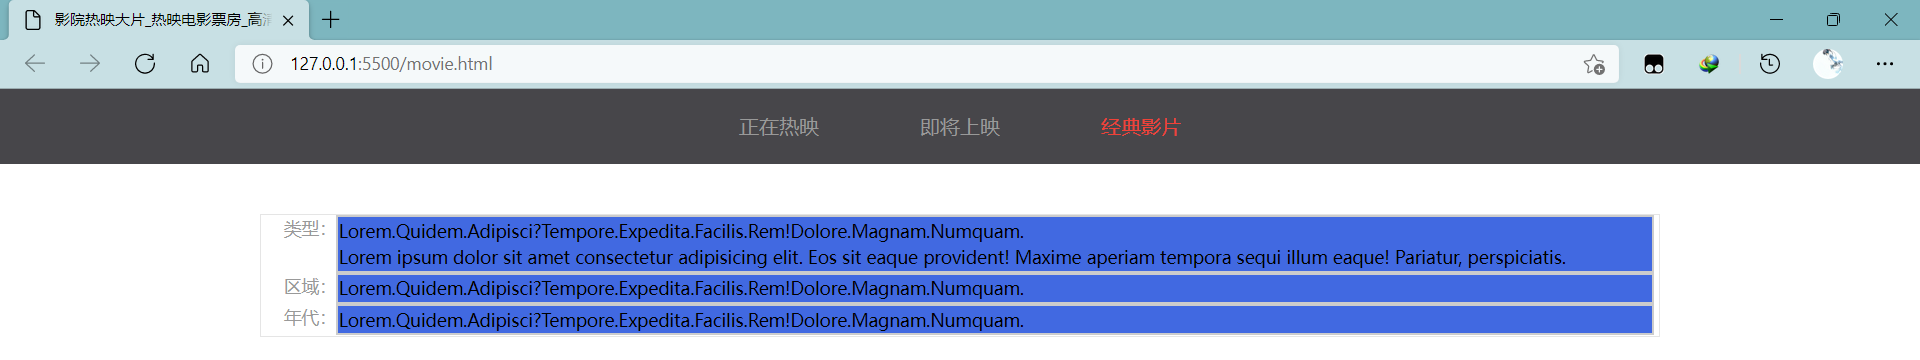 影院热映大片_热映电影票房_高清
127.0.0.1:5500/movie.html
正在热映 即将上映 经典影片
类型: Lorem.Quidem.Adipisci?Tempore.Expedita.Facilis.Rem!Dolore.Magnam.Numquam.
Lorem ipsum dolor sit amet consectetur adipisicing elit. Eos sit eaque provident! Maxime aperiam tempora sequi illum eaque! Pariatur, perspiciatis.
区域: Lorem.Quidem.Adipisci?Tempore.Expedita.Facilis.Rem!Dolore.Magnam.Numquam.
年代: Lorem.Quidem.Adipisci?Tempore.Expedita.Facilis.Rem!Dolore.Magnam.Numquam.